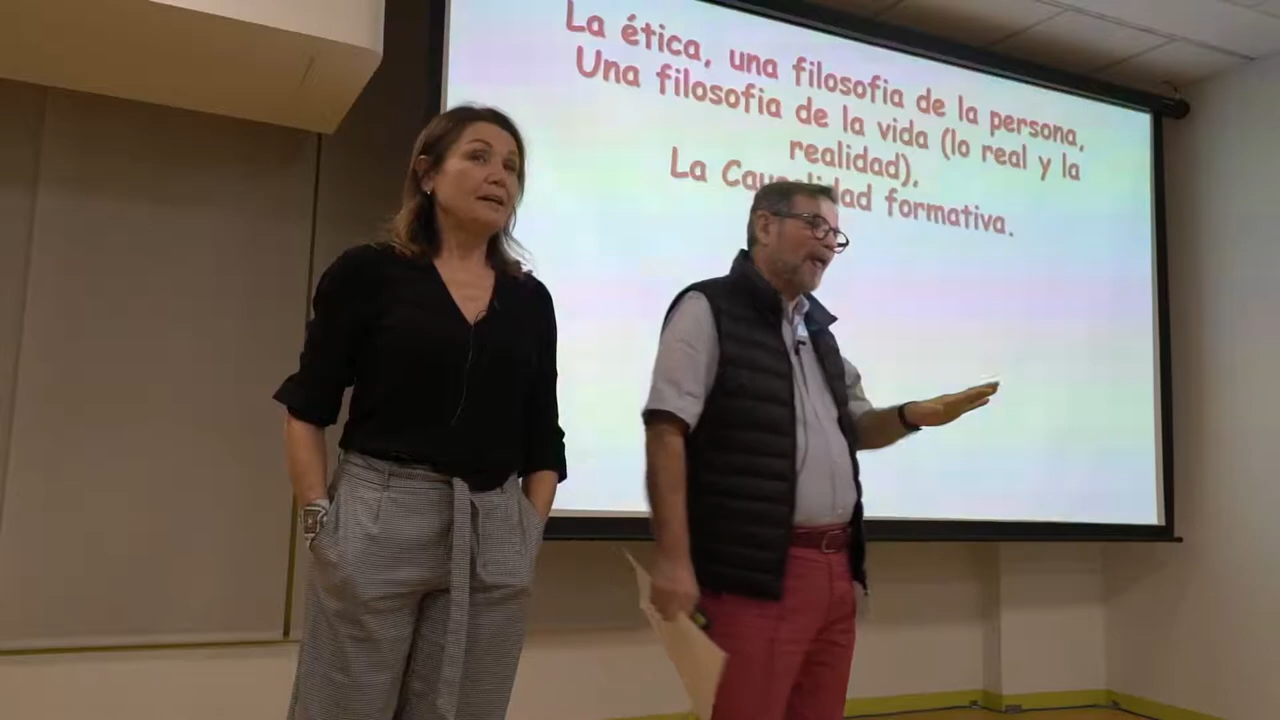 La ética, una filosofia de la persona,
Una filosofia de la vida (lo real y la
realidad).
La formativa.